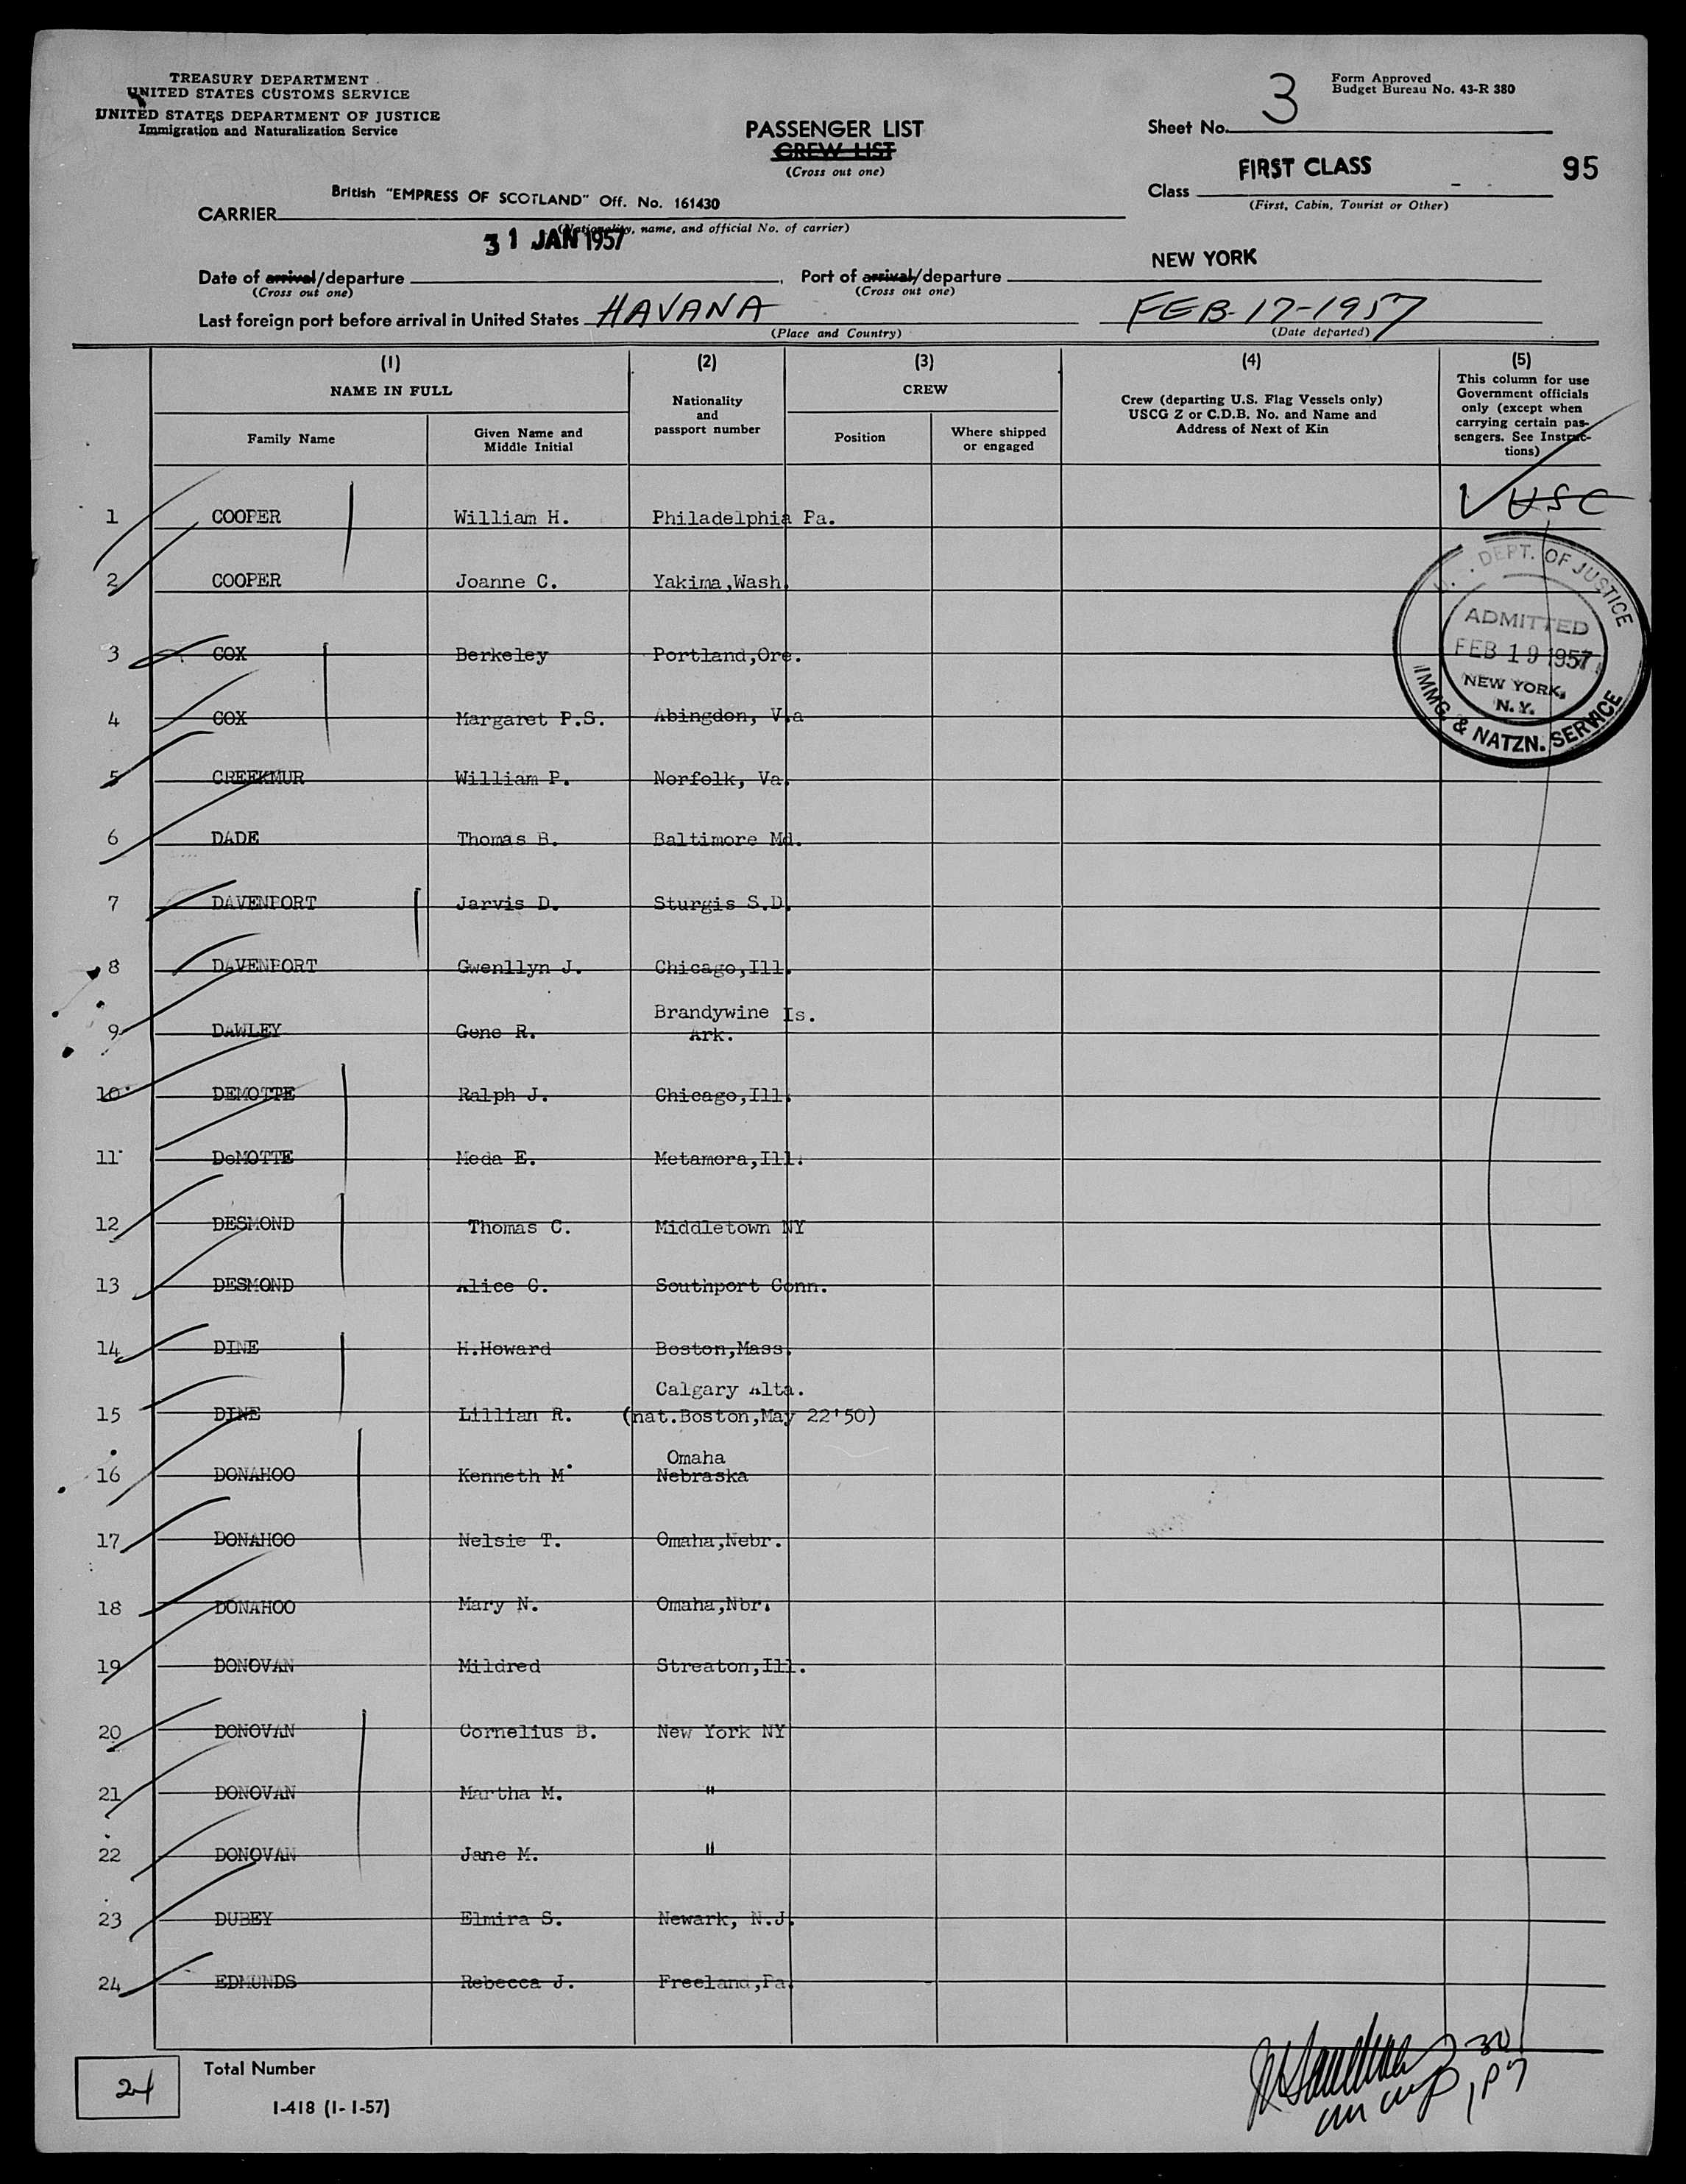 TREASURY DEPARTMENT
UNITED STATES CUSTOMS SERVICE
UNITED STATES DEPARTMENT OF JUSTICE
Immigration and Naturalization Service
PASSENGER LIST
CREW LIST
(Cross out one)
3
Form Approved
Budget Bureau No. 43-R 380
Sheet No.
FIRST CLASS
95
Class
(First, Cabin, Tourist or Other)
British "EMPRESS OF SCOTLAND" Off. No. 161430
CARRIER
(Nationality, name, and official No. of carrier)
31 JAN 1957
NEW YORK
Date of arrival/departure
(Cross out one)
Port of arrival/departure
(Cross out one)
Last foreign port before arrival in United States HAVANA
(Place and Country)
FEB-17-1957
(Date departed)
(1)
NAME IN FULL
Family Name
Given Name and
Middle Initial
(2)
Nationality
and
passport number
(3)
CREW
Position
Where shipped
or engaged
(4)
Crew (departing U.S. Flag Vessels only)
USCG Z or C.D.B. No. and Name and
Address of Next of Kin
(5)
This column for use
Government officials
only (except when
carrying certain pas-
sengers. See Instruc-
tions)
USC
1 COOPER William H. Philadelphia Pa.
2 COOPER Joanne C. Yakima,Wash.
DEPT. OF JUSTICE
ADMITTED
FEB 19 1957
NEW YORK,
N.Y.
IMMG. & NATZN. SERVICE
3 COX Berkeley Portland,Ore.
4 COX Margaret P.S. Abingdon, Va
5 CREEKMUR William P. Norfolk, Va.
6 DADE Thomas B. Baltimore Md.
7 DAVENPORT Jarvis D. Sturgis S.D.
8 DAVENPORT Gwenllyn J. Chicago,Ill.
Brandywine Is.
9 DAWLEY Gene R. Ark.
10 DEMOTTE Ralph J. Chicago,Ill.
11 DeMOTTE Meda E. Metamora,Ill.
12 DESMOND Thomas C. Middletown NY
13 DESMOND Alice C. Southport Conn.
14 DINE H.Howard Boston,Mass.
Calgary Alta.
15 DINE Lillian R. (nat.Boston,May 22'50)
Omaha
16 DONAHOO Kenneth M. Nebraska
17 DONAHOO Nelsie T. Omaha,Nebr.
18 DONAHOO Mary N. Omaha,Nbr.
19 DONOVAN Mildred Streaton,Ill.
20 DONOVAN Cornelius B. New York NY
21 DONOVAN Martha M. "
22 DONOVAN Jane M. "
23 DUBEY Elmira S. Newark, N.J.
24 EDMUNDS Rebecca J. Freeland,Pa.
24
Total Number
I-418 (1-1-57)